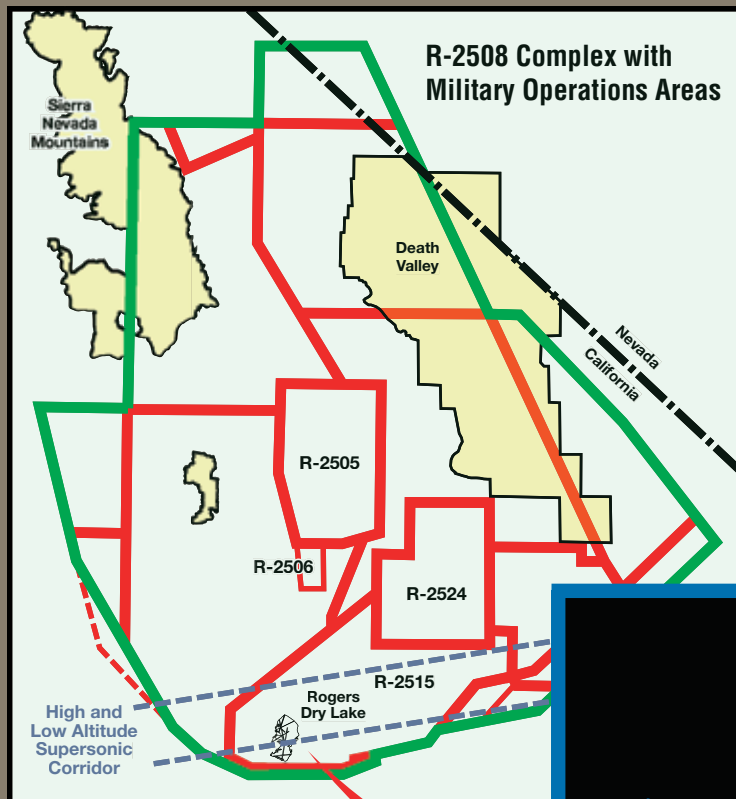 R-2508 Complex with
Military Operations Areas
Sierra
Nevada
Mountains
Death
Valley
Nevada
California
R-2505
R-2506
R-2524
R-2515
Rogers
Dry Lake
High and
Low Altitude
Supersonic
Corridor